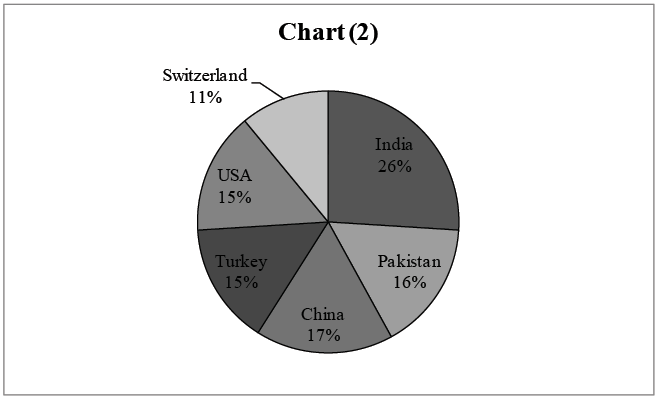 Chart (2)
Switzerland
11%
India
26%
USA
15%
Pakistan
16%
Turkey
15%
China
17%